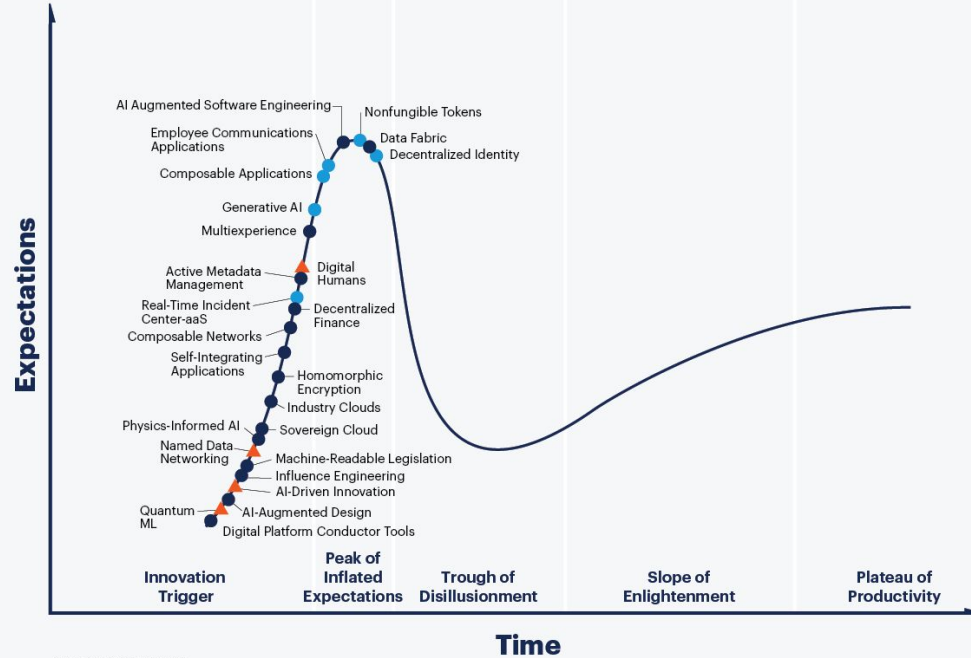 AI Augmented Software Engineering
Nonfungible Tokens
Employee Communications
Applications
Data Fabric
Decentralized Identity
Composable Applications
Generative AI
Multiexperience
Active Metadata
Management
Digital
Humans
Real-Time Incident
Center-aaS
Decentralized
Finance
Composable Networks
Self-Integrating
Applications
Homomorphic
Encryption
Industry Clouds
Physics-Informed AI
Sovereign Cloud
Named Data
Networking
Machine-Readable Legislation
Influence Engineering
AI-Driven Innovation
Quantum
ML
AI-Augmented Design
Digital Platform Conductor Tools
Expectations
Innovation
Trigger
Peak of
Inflated
Expectations
Trough of
Disillusionment
Slope of
Enlightenment
Plateau of
Productivity
Time